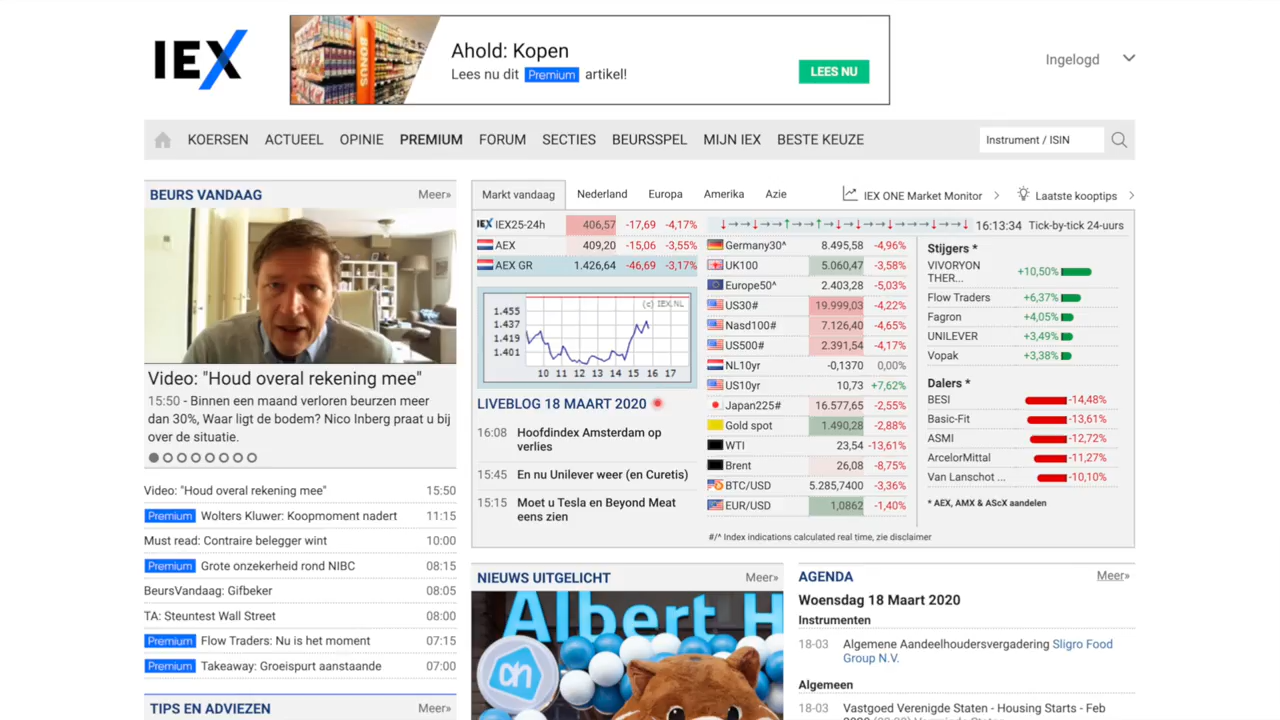 IEX
BONUS
Ahold: Kopen
Lees nu dit Premium artikel!
LEES NU
Ingelogd
KOERSEN ACTUEEL OPINIE PREMIUM FORUM SECTIES BEURSSPEL MIJN IEX BESTE KEUZE
Instrument / ISIN
BEURS VANDAAG Meer»
Video: "Houd overal rekening mee"
15:50 - Binnen een maand verloren beurzen meer
dan 30%, Waar ligt de bodem? Nico Inberg praat u bij
over de situatie.
Video: "Houd overal rekening mee" 15:50
Premium Wolters Kluwer: Koopmoment nadert 11:15
Must read: Contraire belegger wint 10:00
Premium Grote onzekerheid rond NIBC 08:15
BeursVandaag: Gifbeker 08:05
TA: Steuntest Wall Street 08:00
Premium Flow Traders: Nu is het moment 07:15
Premium Takeaway: Groeispurt aanstaande 07:00
TIPS EN ADVIEZEN Meer»
Markt vandaag Nederland Europa Amerika Azie
IEX ONE Market Monitor Laatste kooptips
IEX IEX25-24h 406,57 -17,69 -4,17%
AEX 409,20 -15,06 -3,55%
AEX GR 1.426,64 -46,69 -3,17%
(c) IEX.NL
1.455
1.437
1.419
1.401
10 11 12 13 14 15 16 17
LIVEBLOG 18 MAART 2020
16:08 Hoofdindex Amsterdam op
verlies
15:45 En nu Unilever weer (en Curetis)
15:15 Moet u Tesla en Beyond Meat
eens zien
↓→→↓→→↑→→↑→↓→↓→→↓→→→↓→→↓ 16:13:34 Tick-by-tick 24-uurs
Germany30^ 8.495,58 -4,96%
UK100 5.060,47 -3,58%
Europe50^ 2.403,28 -5,03%
US30# 19.999,03 -4,22%
Nasd100# 7.126,40 -4,65%
US500# 2.391,54 -4,17%
NL10yr -0,1370 0,00%
US10yr 10,73 +7,62%
Japan225# 16.577,65 -2,55%
Gold spot 1.490,28 -2,88%
WTI 23,54 -13,61%
Brent 26,08 -8,75%
BTC/USD 5.285,7400 -3,36%
EUR/USD 1,0862 -1,40%
#/^ Index indications calculated real time, zie disclaimer
Stijgers *
VIVORYON
THER... +10,50%
Flow Traders +6,37%
Fagron +4,05%
UNILEVER +3,49%
Vopak +3,38%
Dalers *
BESI -14,48%
Basic-Fit -13,61%
ASMI -12,72%
ArcelorMittal -11,27%
Van Lanschot ... -10,10%
* AEX, AMX & AScX aandelen
NIEUWS UITGELICHT Meer»
Albert H
ah
AGENDA Meer»
Woensdag 18 Maart 2020
Instrumenten
18-03 Algemene Aandeelhoudersvergadering Sligro Food
Group N.V.
Algemeen
18-03 Vastgoed Verenigde Staten - Housing Starts - Feb